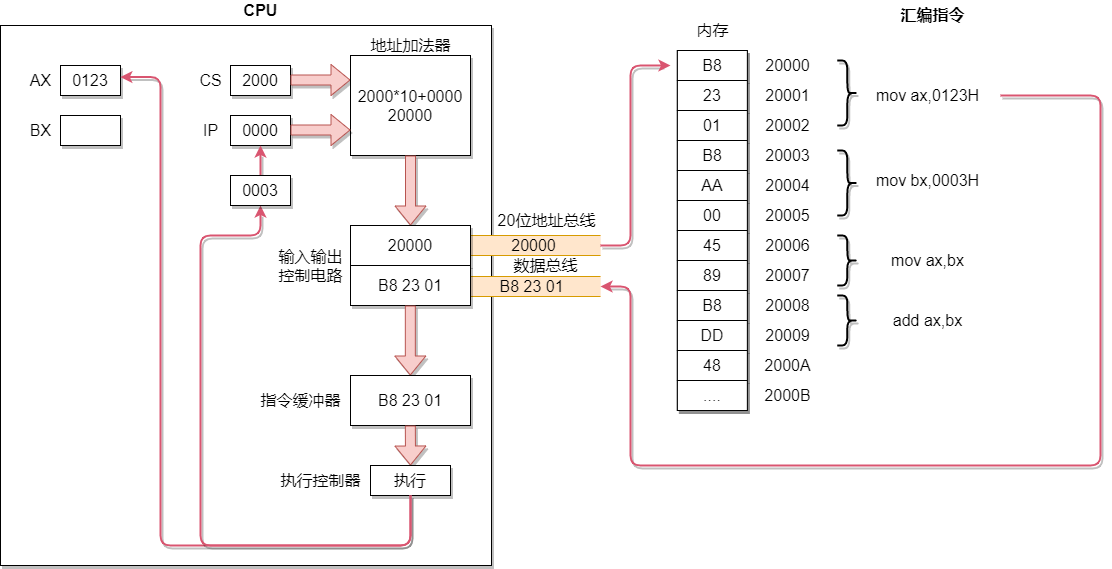 CPU
汇编指令
地址加法器
内存
AX
0123
CS
2000
2000*10+0000
20000
BX
IP
0000
0003
B8
20000
23
20001
01
20002
mov ax,0123H
B8
20003
AA
20004
00
20005
mov bx,0003H
45
20006
89
20007
mov ax,bx
B8
20008
DD
20009
add ax,bx
48
2000A
....
2000B
20位地址总线
输入输出
控制电路
20000
20000
数据总线
B8 23 01
B8 23 01
指令缓冲器
B8 23 01
执行控制器
执行